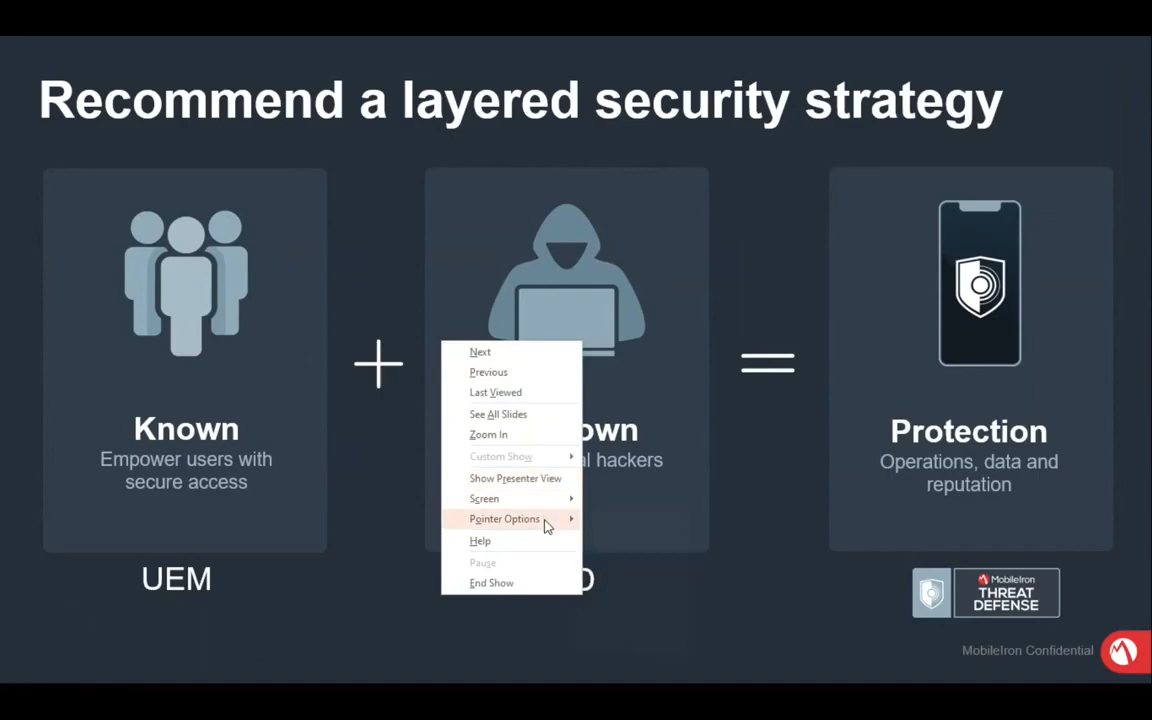 Recommend a layered security strategy
Known
Empower users with
secure access
UEM
Next
Previous
Last Viewed
See All Slides
Zoom In
Custom Show
Show Presenter View
Screen
Pointer Options
Help
Pause
End Show
own
l hackers
D
Protection
Operations, data and
reputation
MobileIron
THREAT
DEFENSE
MobileIron Confidential